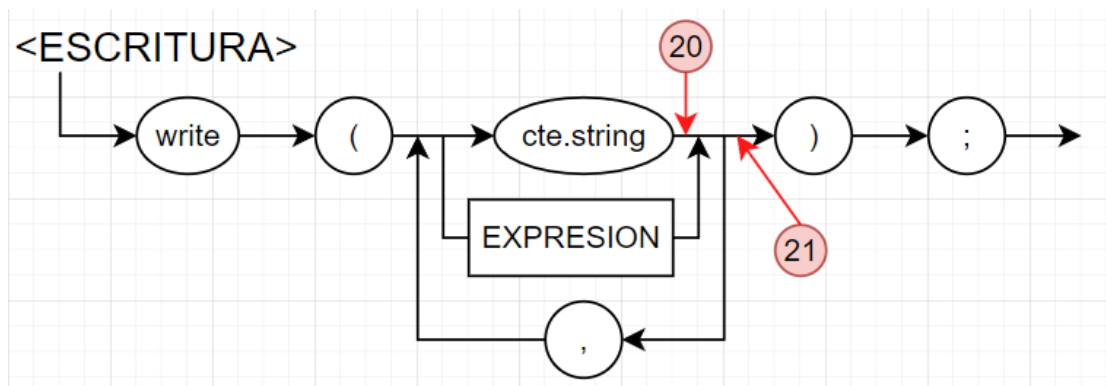 <ESCRITURA>
20
write ( cte.string ) ;
EXPRESION
21
,